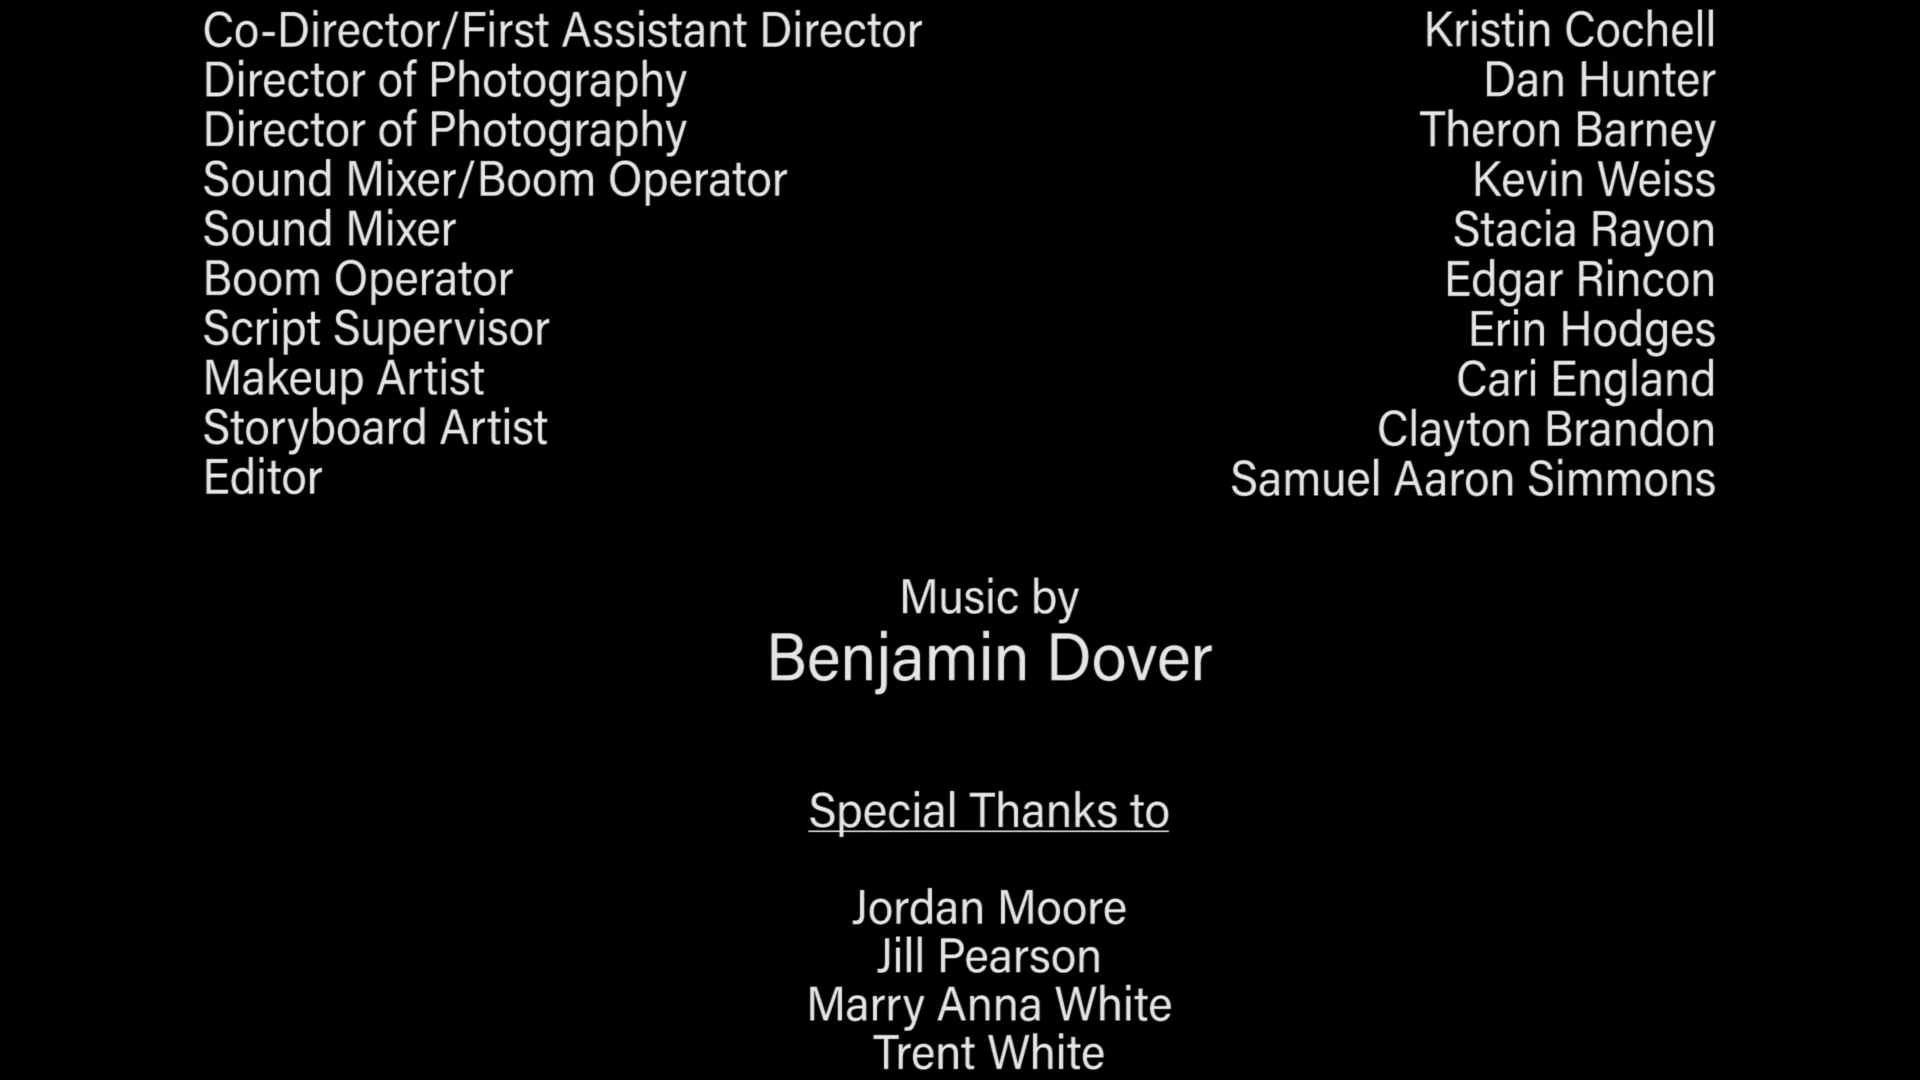 Co-Director/First Assistant Director Kristin Cochell
Director of Photography Dan Hunter
Director of Photography Theron Barney
Sound Mixer/Boom Operator Kevin Weiss
Sound Mixer Stacia Rayon
Boom Operator Edgar Rincon
Script Supervisor Erin Hodges
Makeup Artist Cari England
Storyboard Artist Clayton Brandon
Editor Samuel Aaron Simmons
Music by
Benjamin Dover
Special Thanks to
Jordan Moore
Jill Pearson
Marry Anna White
Trent White